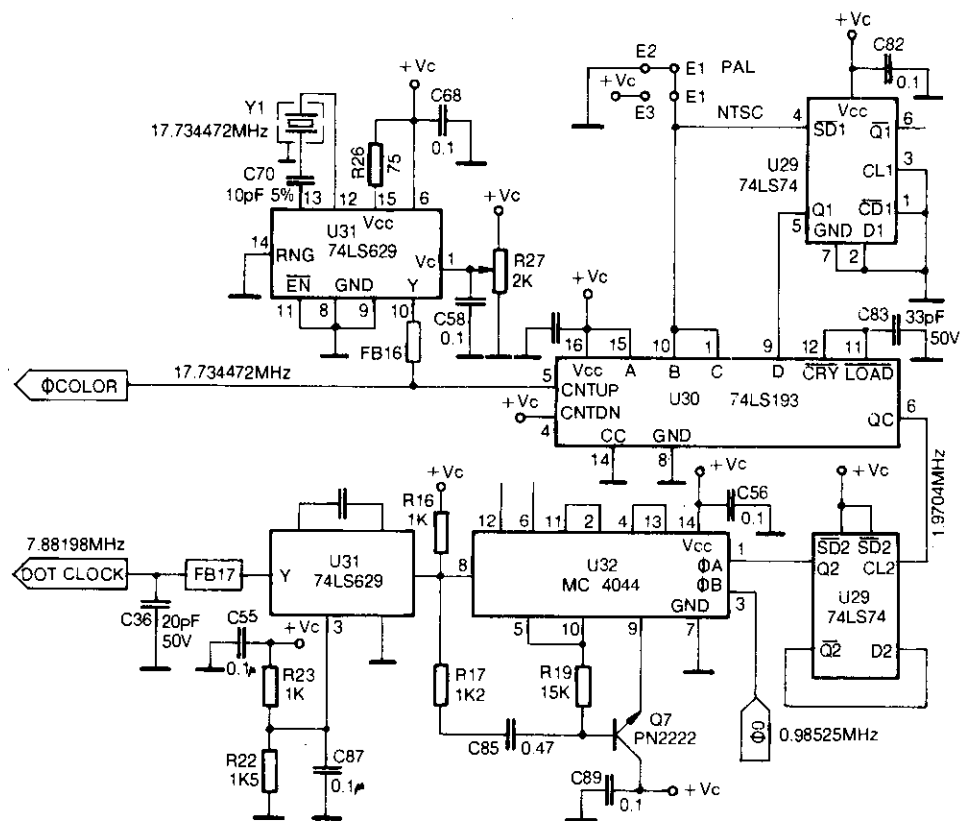 +Vc
C82
0.1
E2
E1 PAL
+Vc
E1
E3
NTSC
+Vc
C68
0.1
Y1
17.734472MHz
R26
75
C70
10pF 5%
13
12
15
6
Vcc
U31
74LS629
14
RNG
Vc
1
EN
GND
Y
11
8
9
10
+Vc
R27
2K
C58
0.1
FB16
4
Vcc
6
SD1
Q1
U29
74LS74
3
CL1
Q1
CD1
1
5
GND
D1
7
2
+Vc
C83
33pF
50V
16
15
10
1
9
12
11
Vcc
A
B
C
D
CRY
LOAD
ΦCOLOR
17.734472MHz
5
CNTUP
U30
74LS193
+Vc
CNTDN
QC
6
4
CC
GND
14
8
1.9704MHz
+Vc
R16
1K
+Vc
C56
0.1
+Vc
12
6
11
2
4
13
14
7.88198MHz
DOT CLOCK
FB17
Y
U31
74LS629
8
U32
MC 4044
Vcc
ΦA
1
ΦB
3
GND
SD2
SD2
Q2
CL2
U29
74LS74
Q2
D2
C36
20pF
50V
3
5
10
9
7
C55
0.1μ
+Vc
R23
1K
R17
1K2
R19
15K
Q7
PN2222
Φ0
0.98525MHz
C85
0.47
R22
1K5
C87
0.1μ
C89
0.1
+Vc